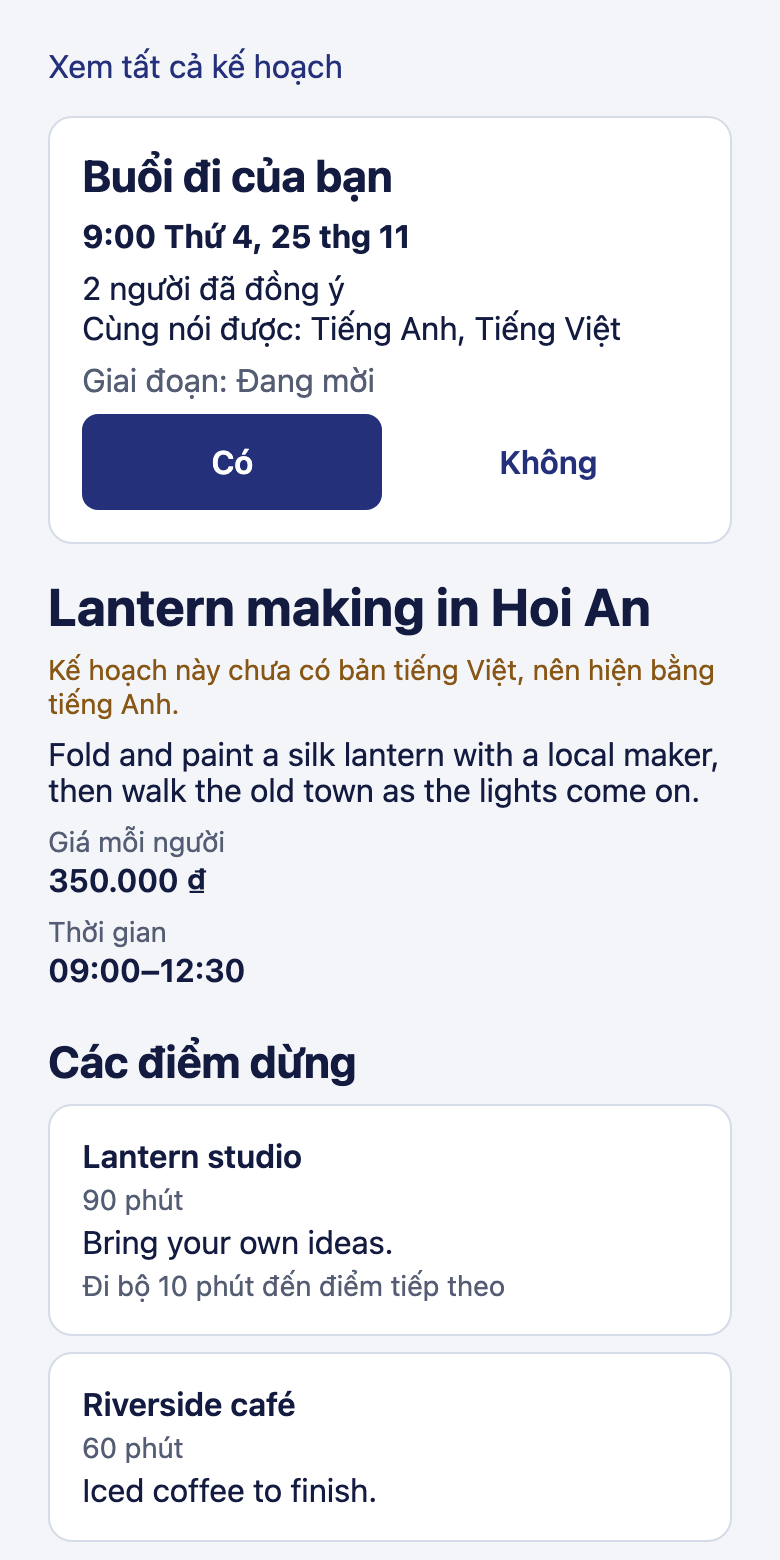 Xem tất cả kế hoạch
Buổi đi của bạn
9:00 Thứ 4, 25 thg 11
2 người đã đồng ý
Cùng nói được: Tiếng Anh, Tiếng Việt
Giai đoạn: Đang mời
Có
Không
Lantern making in Hoi An
Kế hoạch này chưa có bản tiếng Việt, nên hiện bằng
tiếng Anh.
Fold and paint a silk lantern with a local maker,
then walk the old town as the lights come on.
Giá mỗi người
350.000 ₫
Thời gian
09:00–12:30
Các điểm dừng
Lantern studio
90 phút
Bring your own ideas.
Đi bộ 10 phút đến điểm tiếp theo
Riverside café
60 phút
Iced coffee to finish.